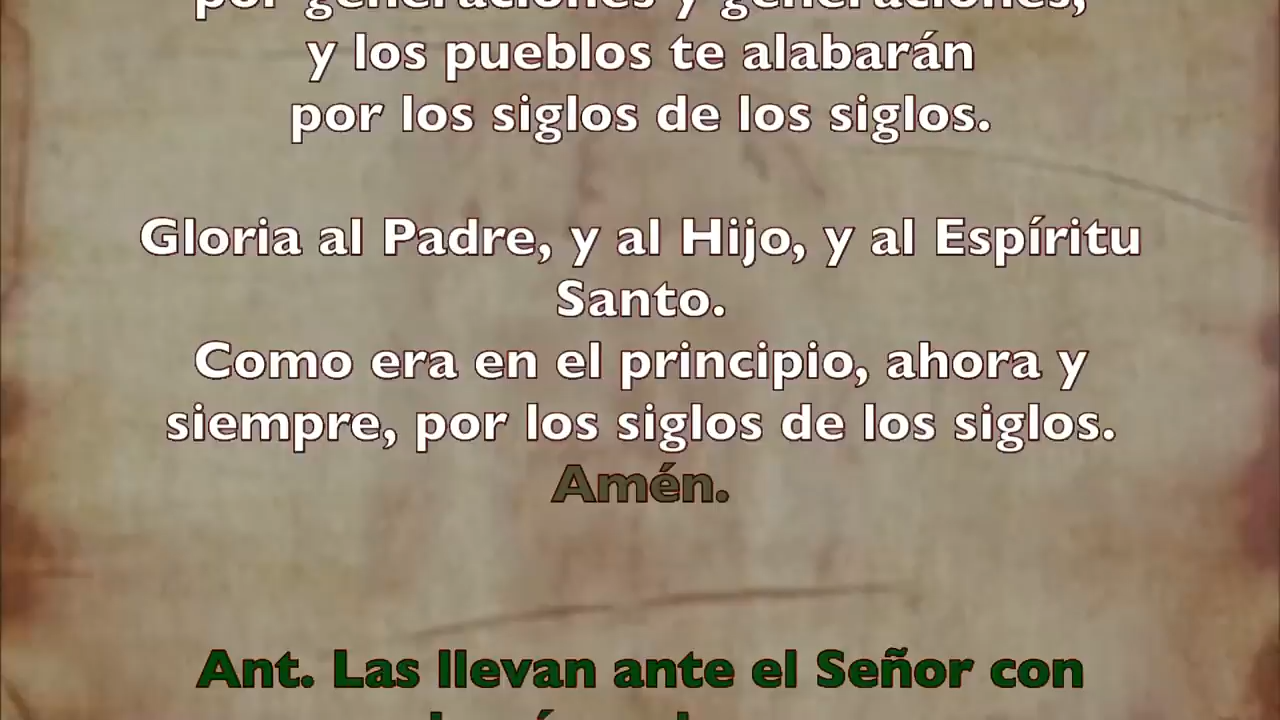 por generaciones y generaciones,
y los pueblos te alabarán
por los siglos de los siglos.
Gloria al Padre, y al Hijo, y al Espíritu
Santo.
Como era en el principio, ahora y
siempre, por los siglos de los siglos.
Amén.
Ant. Las llevan ante el Señor con